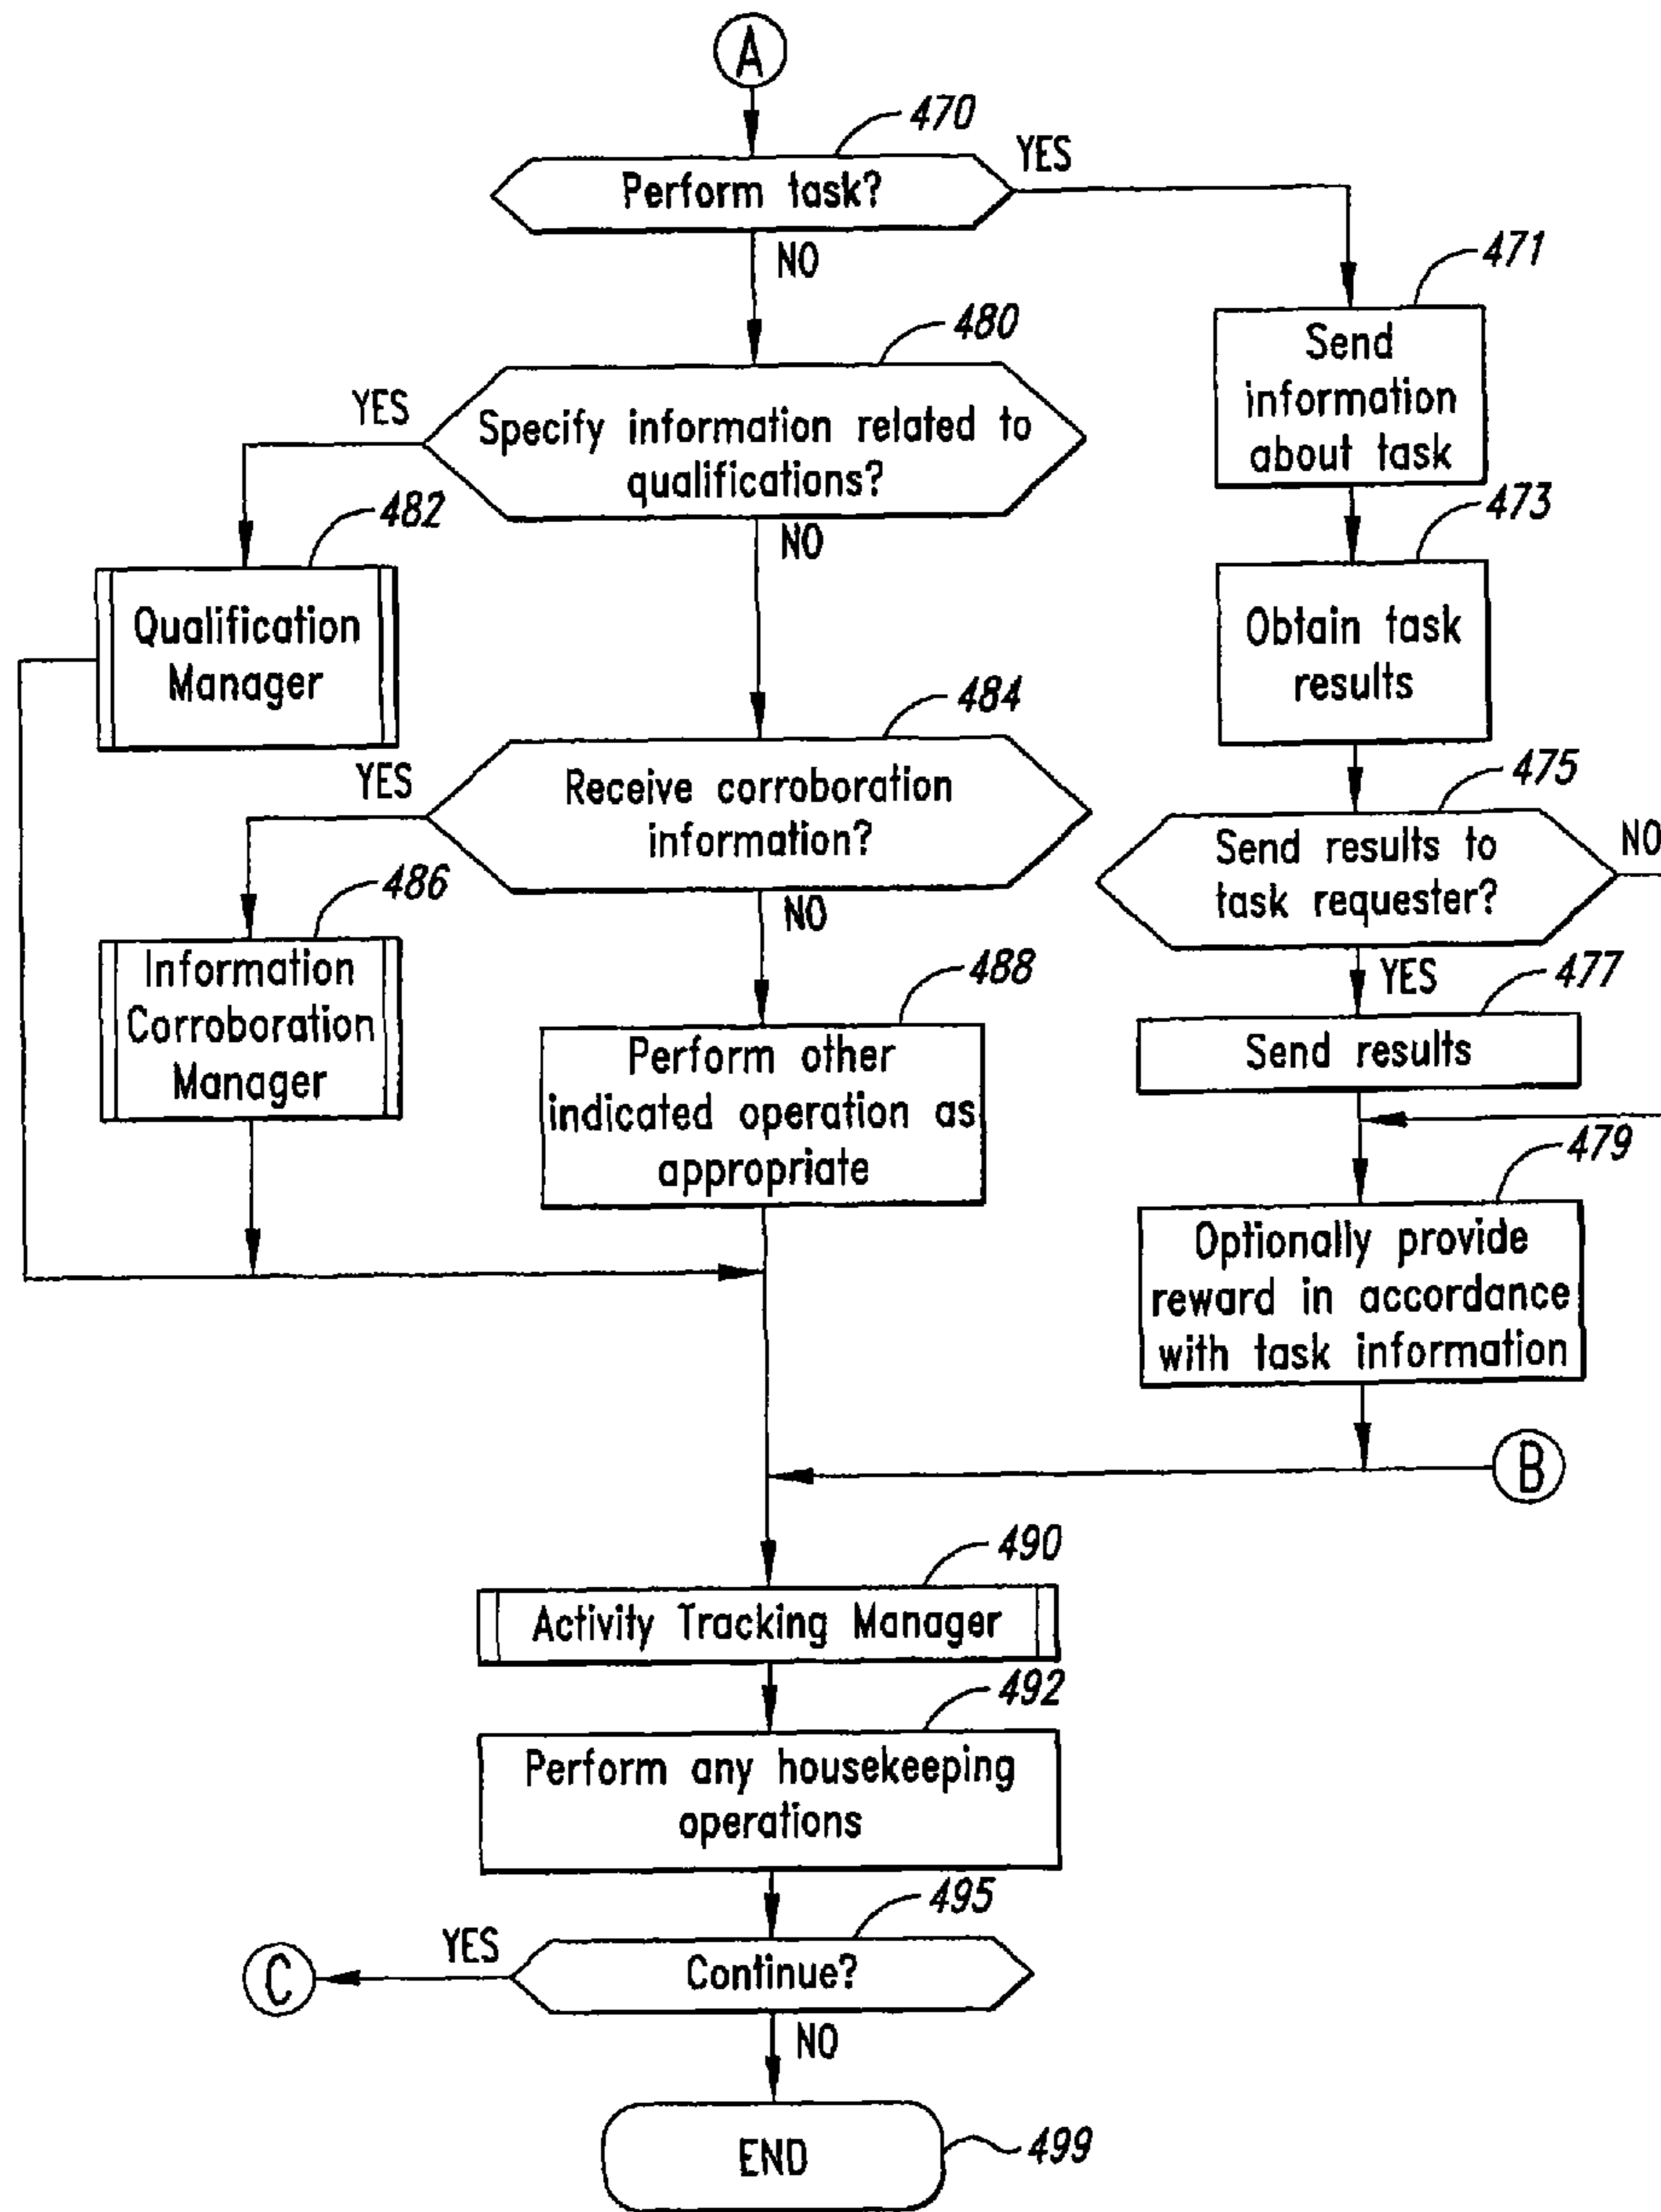 A
470
YES
Perform task?
NO
471
Send
information
about task
480
YES
Specify information related to
qualifications?
NO
482
Qualification
Manager
473
Obtain task
results
484
YES
Receive corroboration
information?
NO
475
Send results to
task requester?
NO
YES
486
Information
Corroboration
Manager
488
Perform other
indicated operation as
appropriate
477
Send results
479
Optionally provide
reward in accordance
with task information
B
490
Activity Tracking Manager
492
Perform any housekeeping
operations
495
YES
C
Continue?
NO
END
499